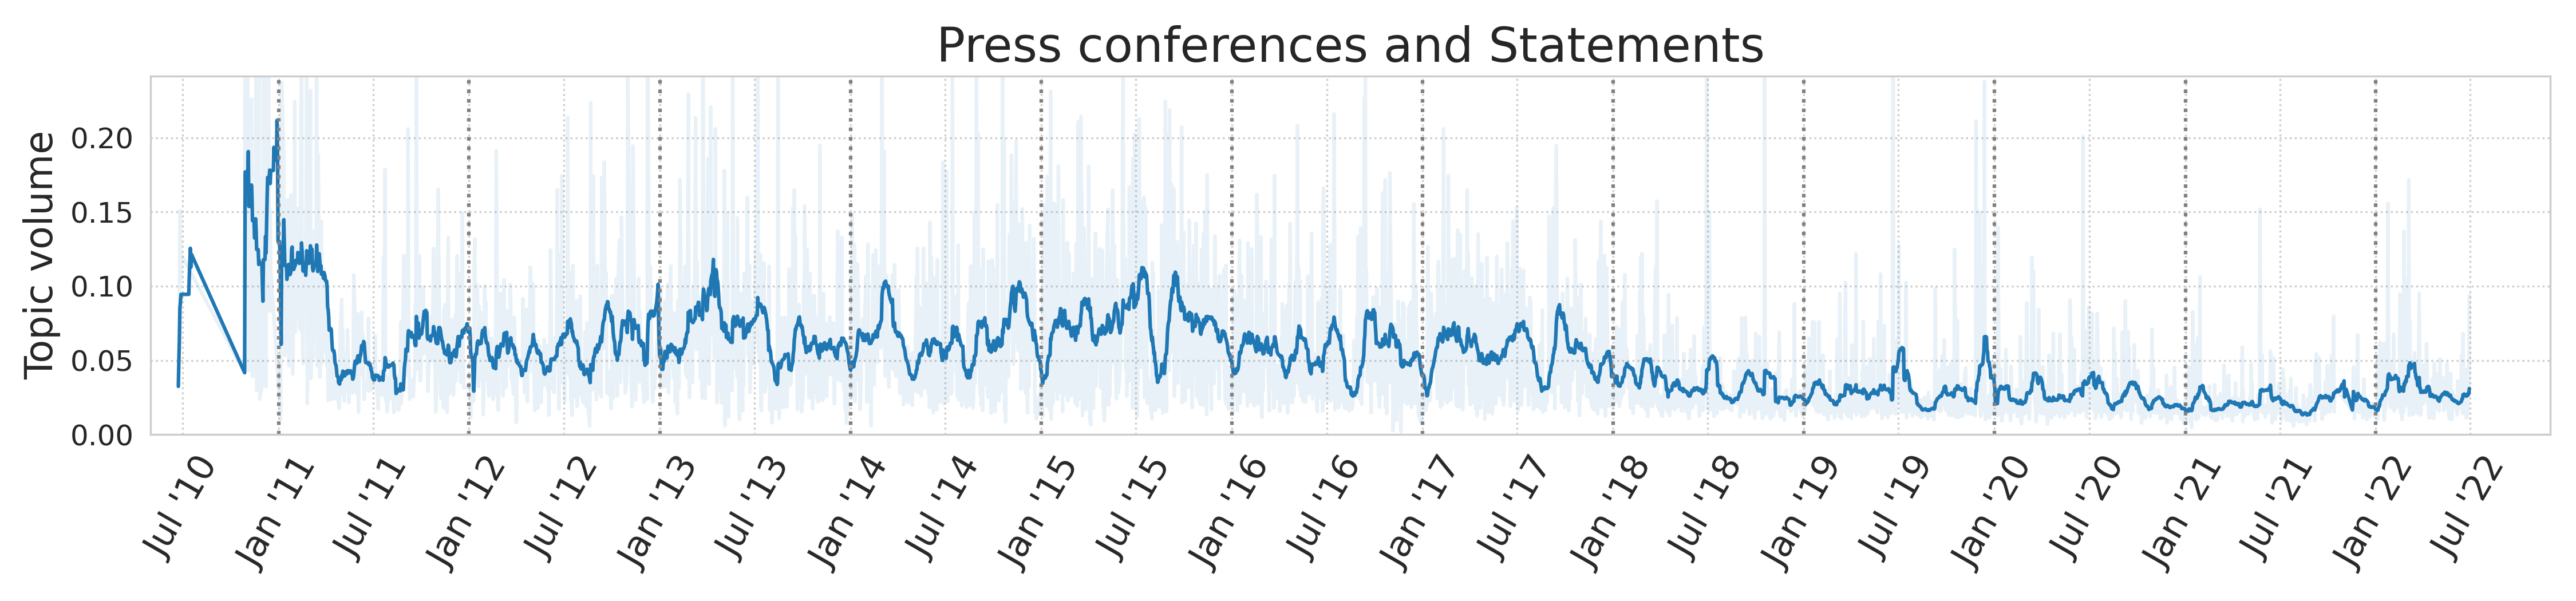 Press conferences and Statements
Topic volume
0.20
0.15
0.10
0.05
0.00
Jul '10
Jan '11
Jul '11
Jan '12
Jul '12
Jan '13
Jul '13
Jan '14
Jul '14
Jan '15
Jul '15
Jan '16
Jul '16
Jan '17
Jul '17
Jan '18
Jul '18
Jan '19
Jul '19
Jan '20
Jul '20
Jan '21
Jul '21
Jan '22
Jul '22